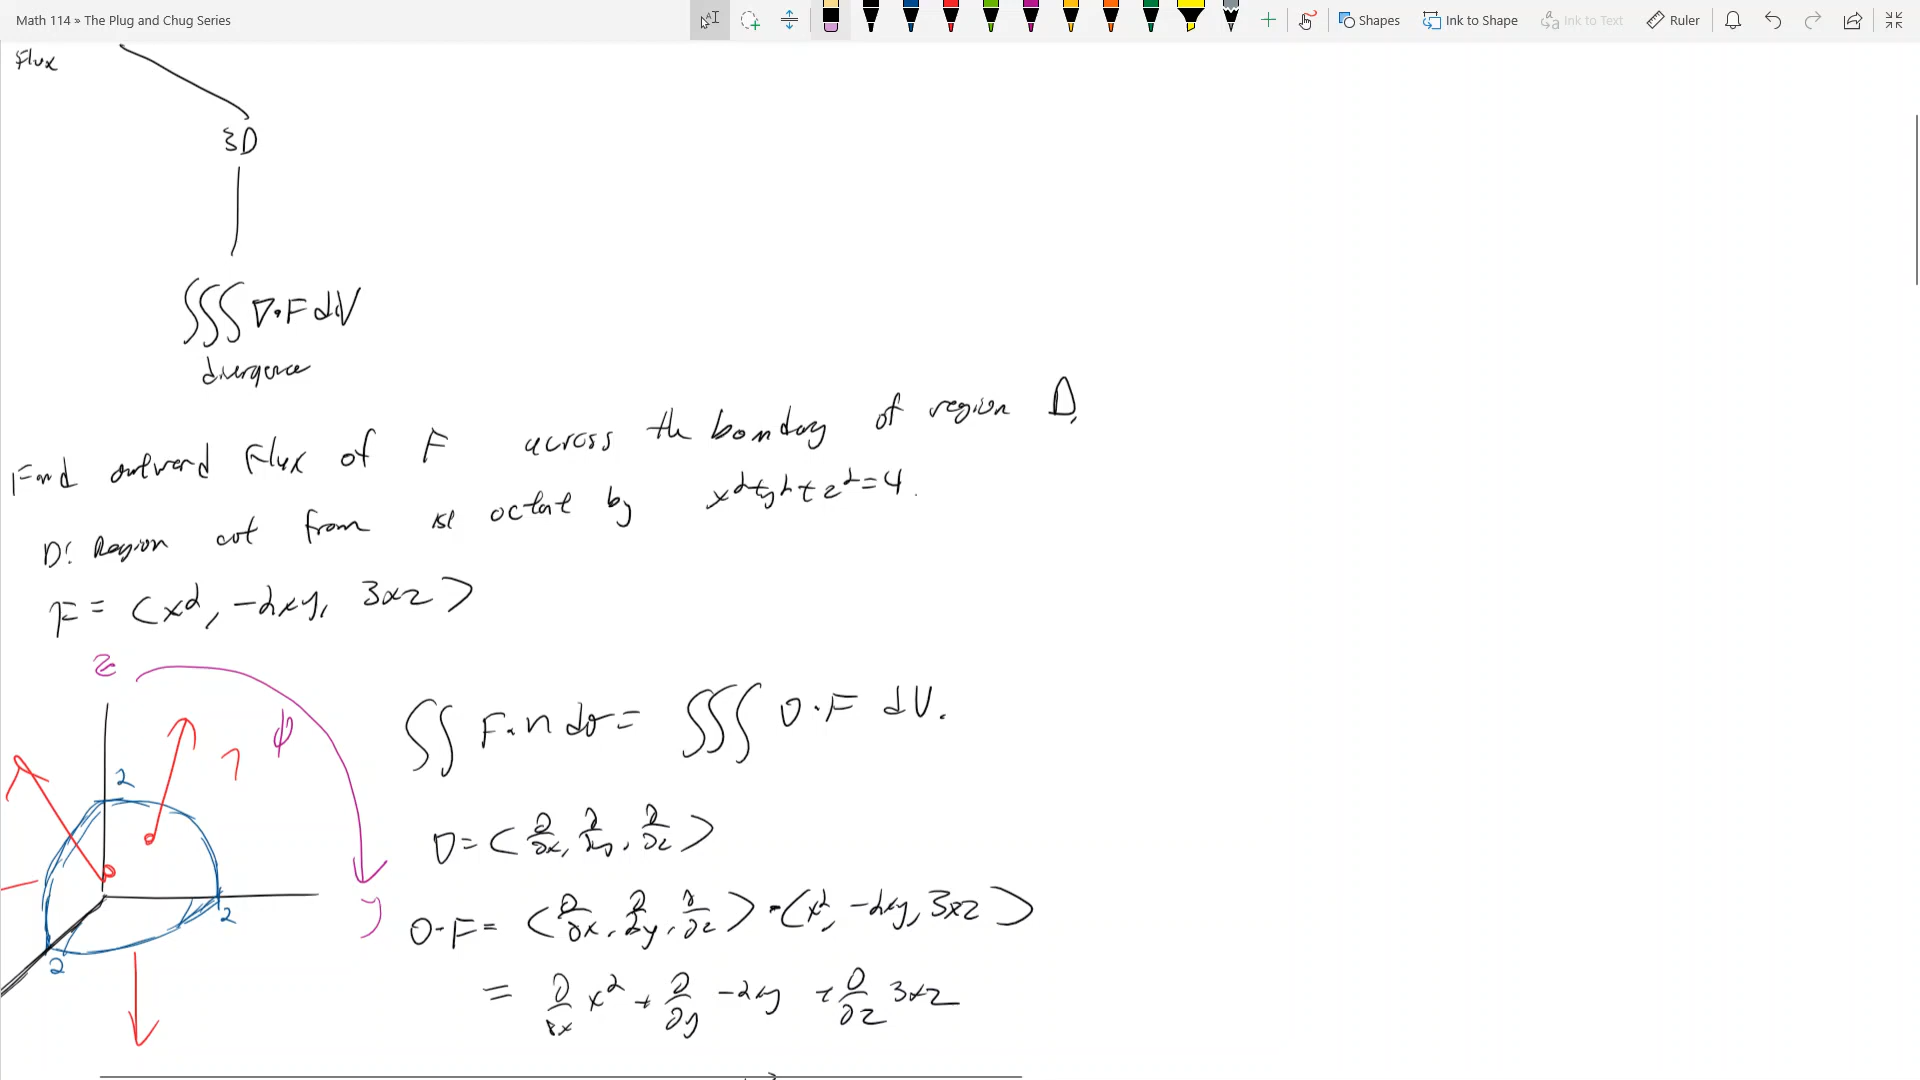 Math 114 » The Plug and Chug Series
Shapes
Ink to Shape
Ink to Text
Ruler
Flux
3D
∫∫∫ ∇·F dV
divergence
Find outward Flux of F across the boundary of region D,
D: Region cut from 1st octant by x²+y²+z²=4.
F = ⟨x², -2xy, 3xz⟩
z
ϕ
2
∬ F·n dσ = ∭ ∇·F dV.
∇ = ⟨∂/∂x, ∂/∂y, ∂/∂z⟩
y
2
2
∇·F = ⟨∂/∂x, ∂/∂y, ∂/∂z⟩·⟨x², -2xy, 3xz⟩
= ∂/∂x x² + ∂/∂y -2xy + ∂/∂z 3xz